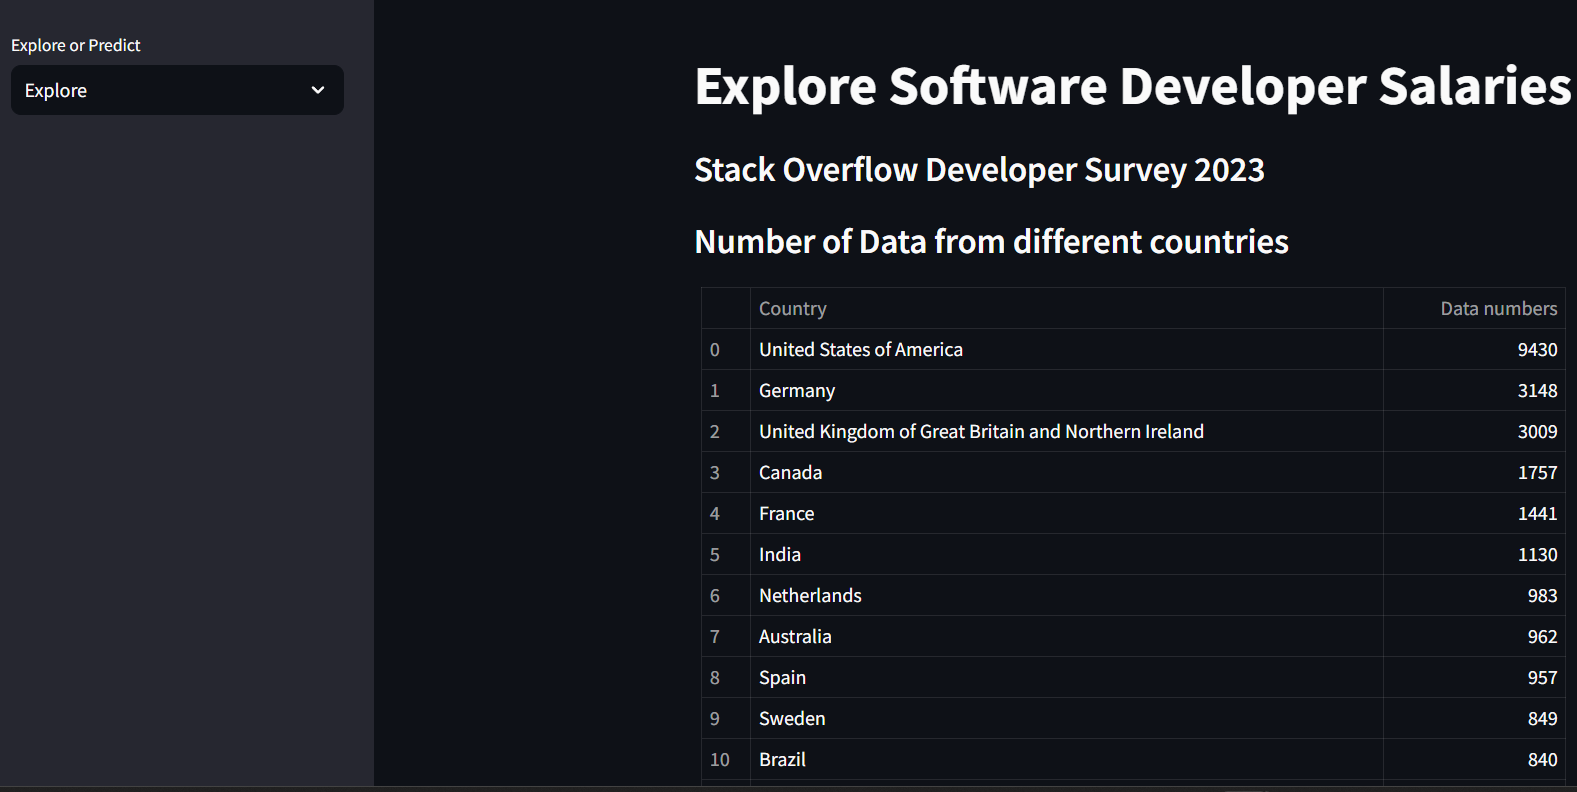 Explore or Predict
Explore
Explore Software Developer Salaries
Stack Overflow Developer Survey 2023
Number of Data from different countries
Country Data numbers
0 United States of America 9430
1 Germany 3148
2 United Kingdom of Great Britain and Northern Ireland 3009
3 Canada 1757
4 France 1441
5 India 1130
6 Netherlands 983
7 Australia 962
8 Spain 957
9 Sweden 849
10 Brazil 840